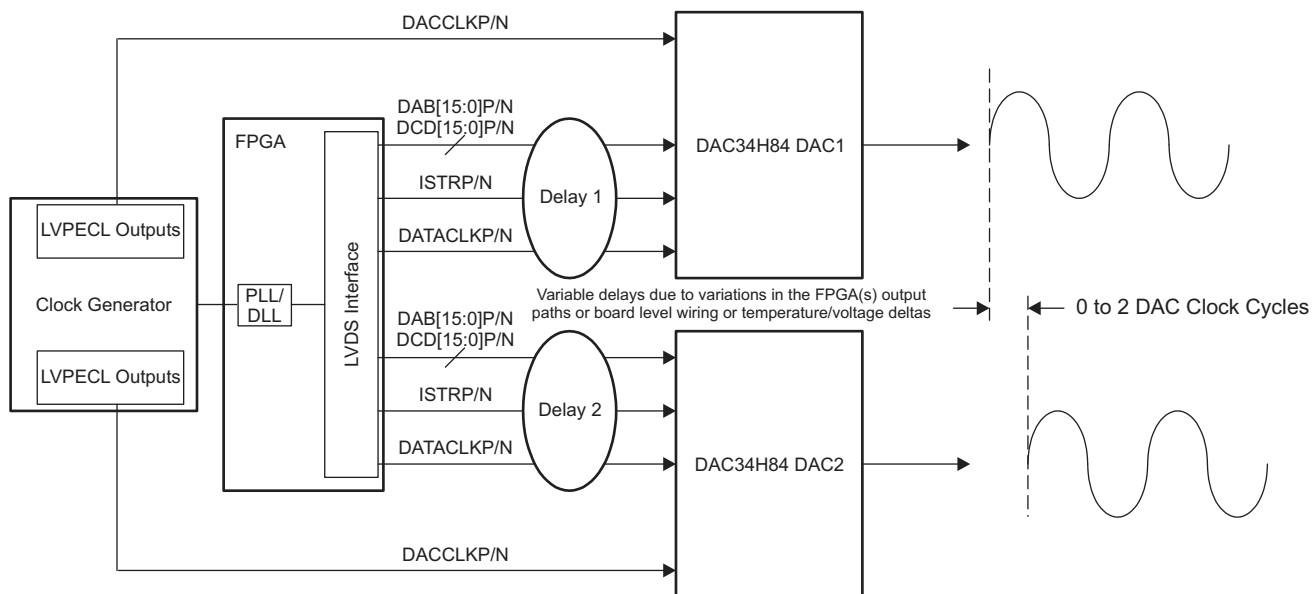 DACCLKP/N
DAB[15:0]P/N
DCD[15:0]P/N
FPGA
DAC34H84 DAC1
ISTRP/N
Delay 1
LVPECL Outputs
DATACLKP/N
LVDS Interface
Clock Generator
PLL/
DLL
Variable delays due to variations in the FPGA(s) output
paths or board level wiring or temperature/voltage deltas
0 to 2 DAC Clock Cycles
DAB[15:0]P/N
DCD[15:0]P/N
LVPECL Outputs
ISTRP/N
Delay 2
DATACLKP/N
DAC34H84 DAC2
DACCLKP/N